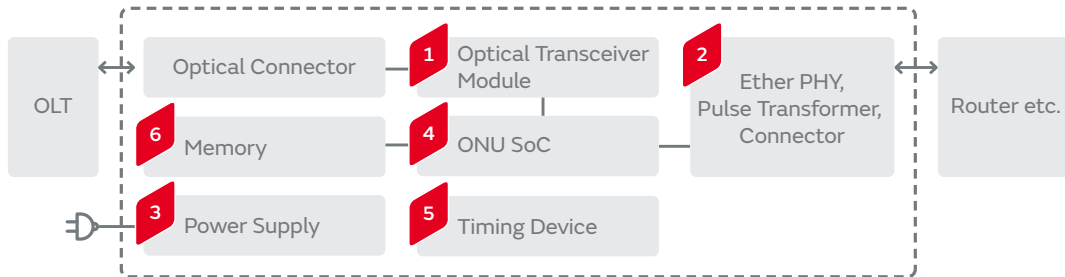 OLT
Optical Connector
1
Optical Transceiver
Module
2
Ether PHY,
Pulse Transformer,
Connector
Router etc.
6
Memory
4
ONU SoC
3
Power Supply
5
Timing Device